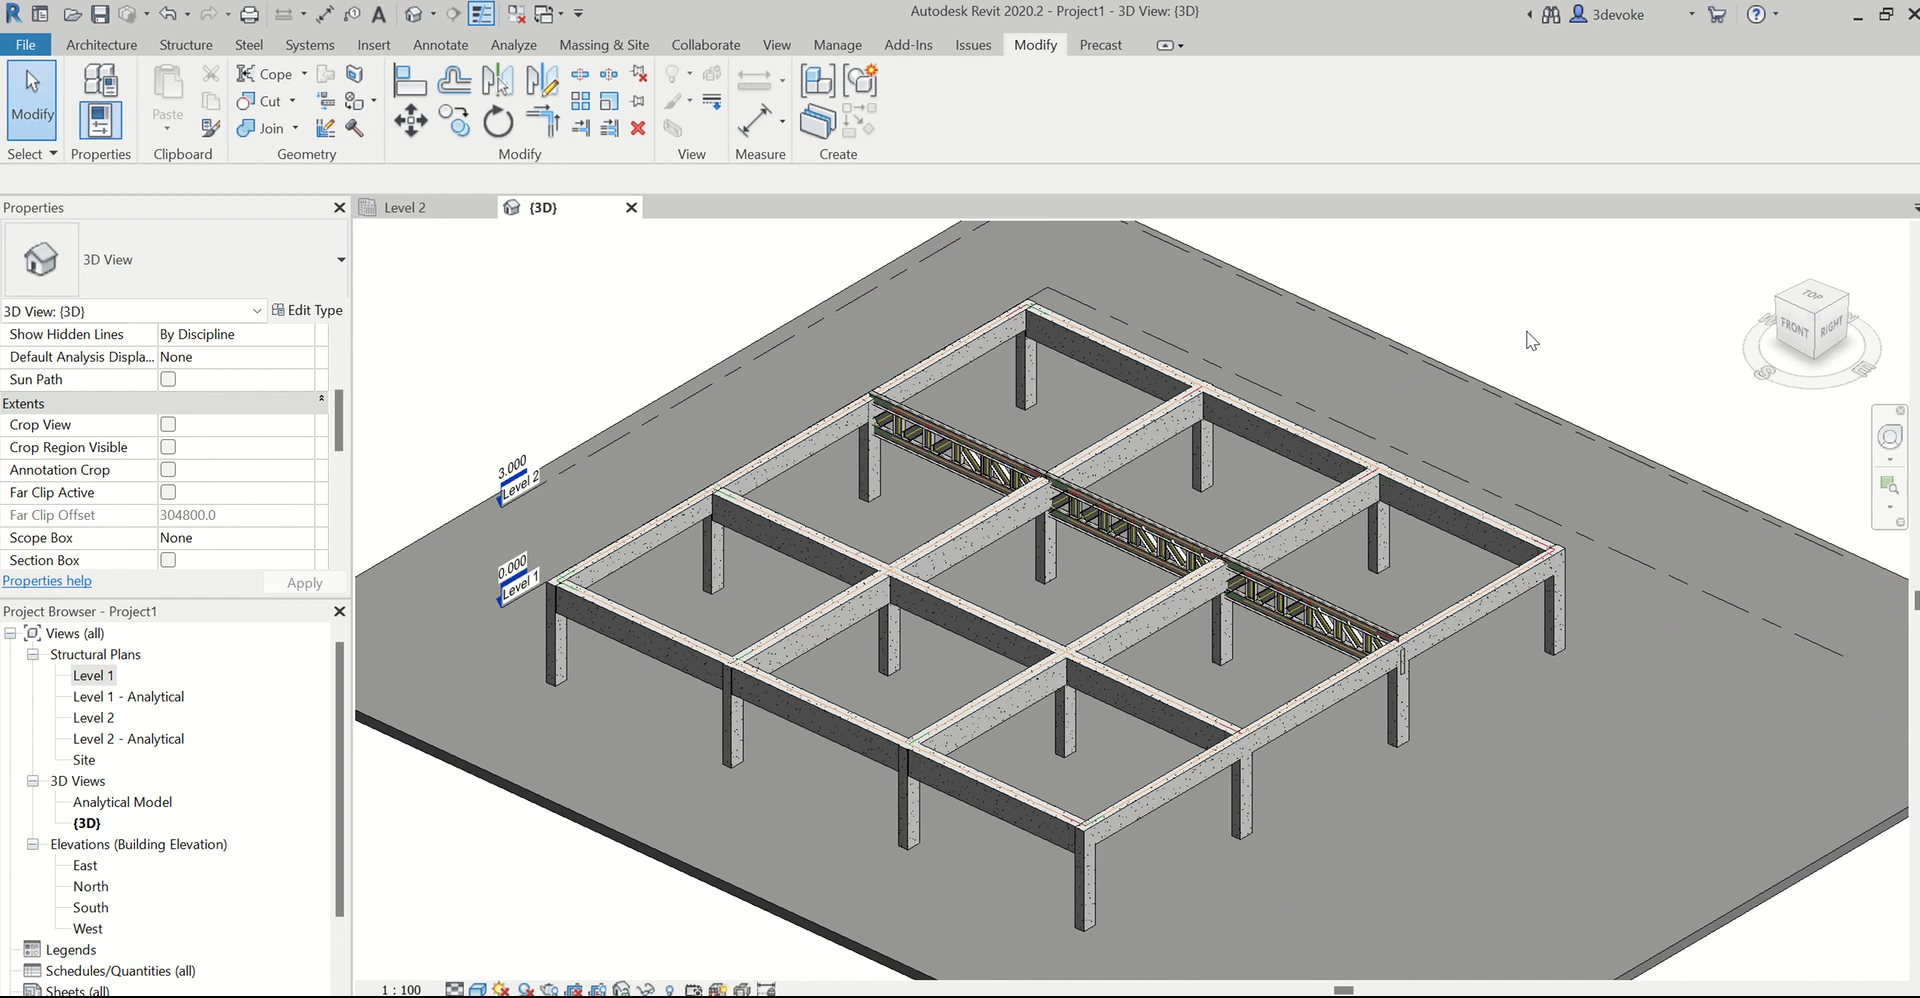 Autodesk Revit 2020.2 - Project1 - 3D View: {3D}
3devoke
File Architecture Structure Steel Systems Insert Annotate Analyze Massing & Site Collaborate View Manage Add-Ins Issues Modify Precast
Modify
Paste
Cope
Cut
Join
Select Properties Clipboard Geometry Modify View Measure Create
Properties
Level 2
{3D}
3D View
3D View: {3D}
Edit Type
Show Hidden Lines By Discipline
Default Analysis Displa... None
Sun Path
Extents
Crop View
Crop Region Visible
Annotation Crop
Far Clip Active
Far Clip Offset 304800.0
Scope Box None
Section Box
Properties help
Apply
Project Browser - Project1
Views (all)
Structural Plans
Level 1
Level 1 - Analytical
Level 2
Level 2 - Analytical
Site
3D Views
Analytical Model
{3D}
Elevations (Building Elevation)
East
North
South
West
Legends
Schedules/Quantities (all)
Sheets (all)
3.000
Level 2
0.000
Level 1
TOP
FRONT
RIGHT
S
E
1 : 100